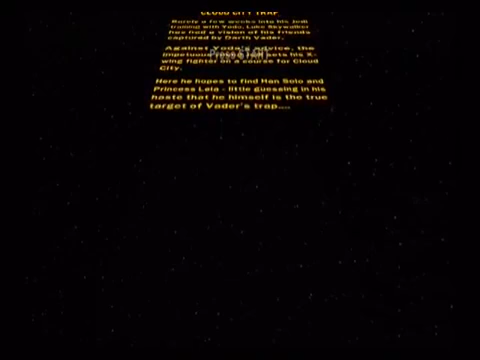 CLOUD CITY TRAP
Barely a few weeks into his Jedi
training with Yoda, Luke Skywalker
has had a vision of his friends
captured by Darth Vader.
Against Yoda's advice, the
impetuous sets his X-
wing fighter on a course for Cloud
City.
Press START
Here he hopes to find Han Solo and
Princess Leia - little guessing in his
haste that he himself is the true
target of Vader's trap....